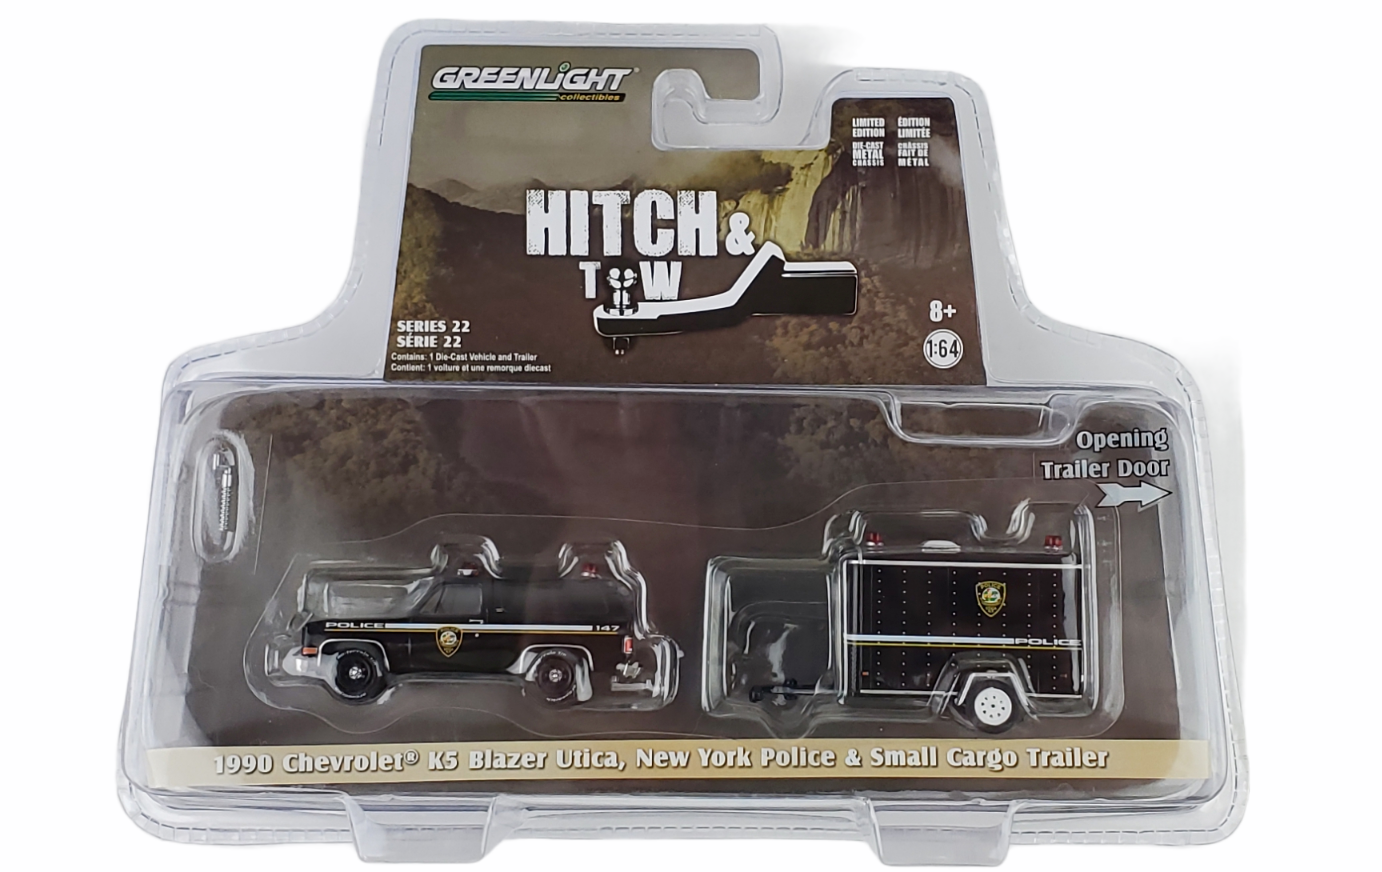 GREENLiGHT
collectibles
LIMITED EDITION
ÉDITION LIMITÉE
DIE-CAST METAL CHASSIS
CHÂSSIS FAIT DE MÉTAL
HITCH &
TOW
SERIES 22
SÉRIE 22
Contains: 1 Die-Cast Vehicle and Trailer
Contient: 1 voiture et une remorque diecast
8+
1:64
Opening
Trailer Door
POLICE
147
POLICE
POLICE
1990 Chevrolet® K5 Blazer Utica, New York Police & Small Cargo Trailer